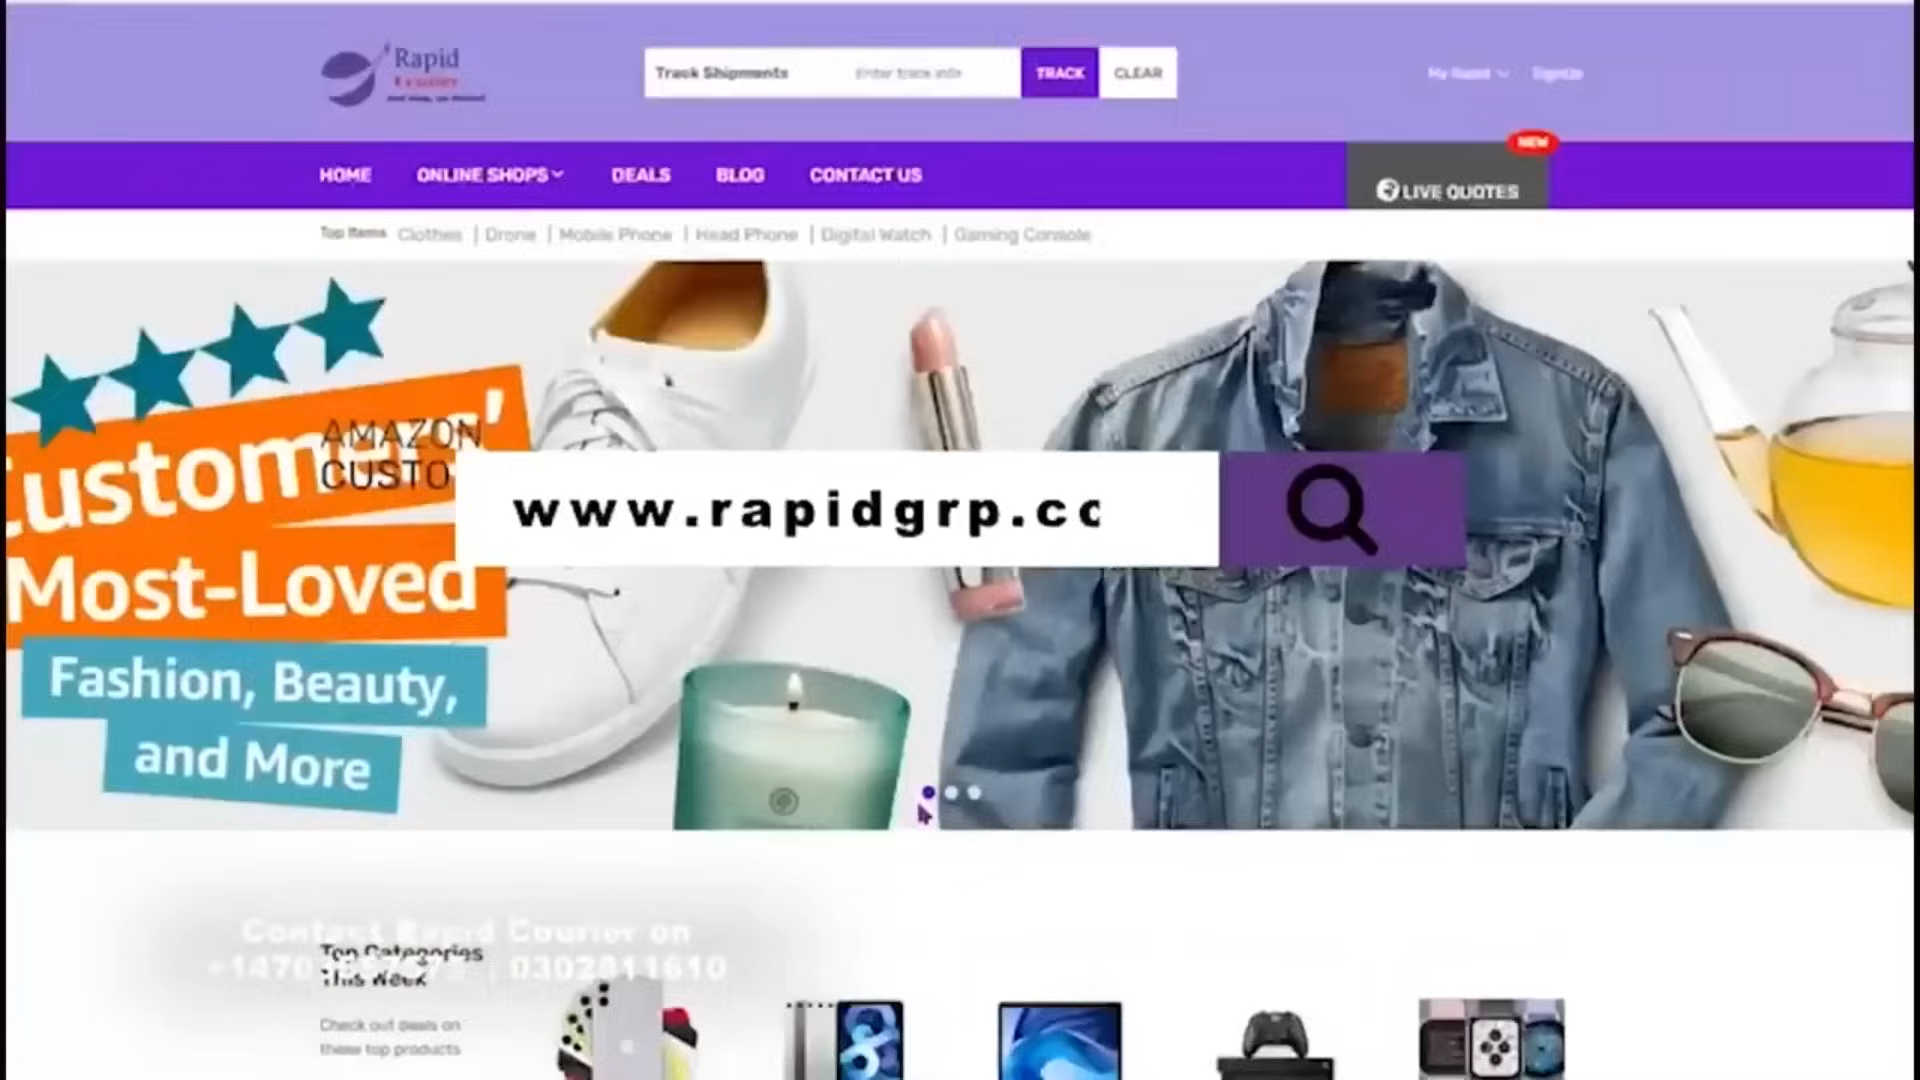 Rapid
Courier
Track Shipments
Enter track info
TRACK
CLEAR
My Rapid
SignUp
NEW
HOME
ONLINE SHOPS
DEALS
BLOG
CONTACT US
LIVE QUOTES
Top Items
Clothes | Drone | Mobile Phone | Head Phone | Digital Watch | Gaming Console
Customers'
Most-Loved
Fashion, Beauty,
and More
AMAZON
CUSTO
www.rapidgrp.cc
Contact Rapid Courier on
0302811610
Top Categories
This Week
Check out deals on
these top products